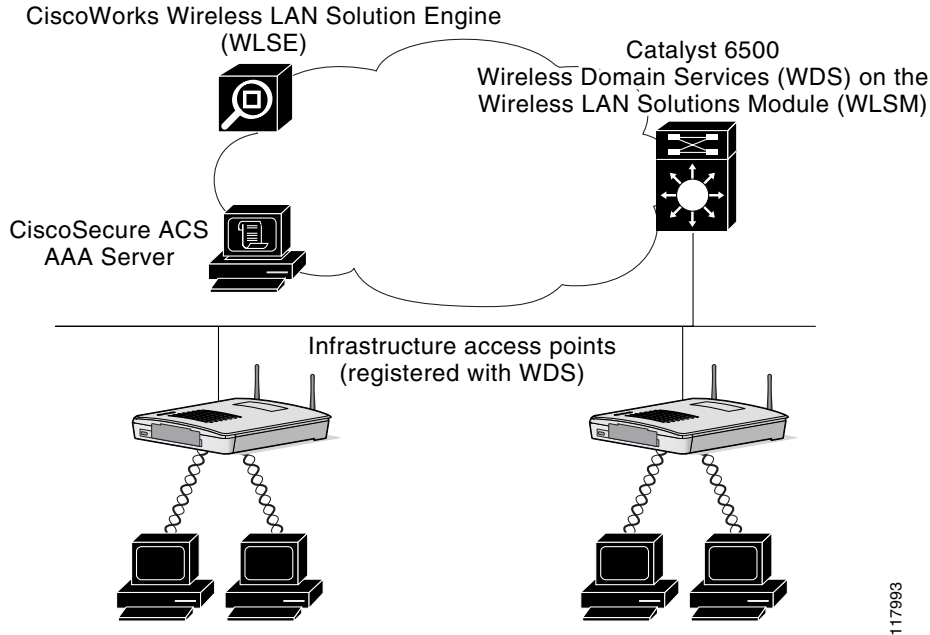 CiscoWorks Wireless LAN Solution Engine
(WLSE)
Catalyst 6500
Wireless Domain Services (WDS) on the
Wireless LAN Solutions Module (WLSM)
CiscoSecure ACS
AAA Server
Infrastructure access points
(registered with WDS)
117993